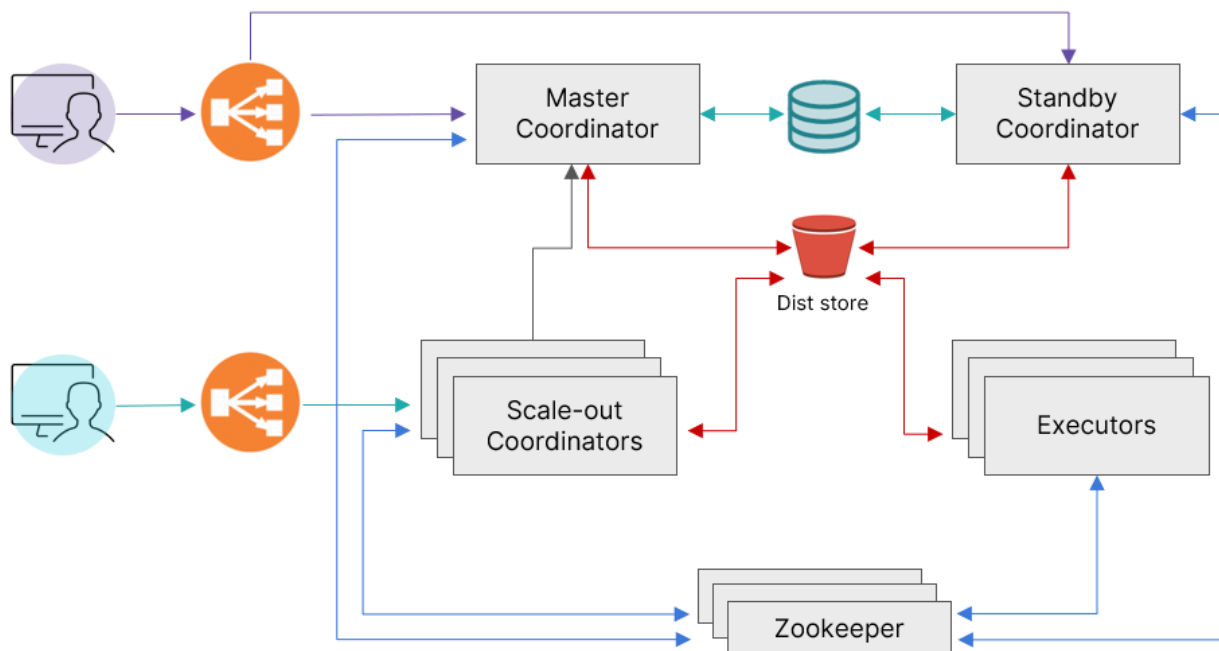 Master
Coordinator
Standby
Coordinator
Dist store
Scale-out
Coordinators
Executors
Zookeeper